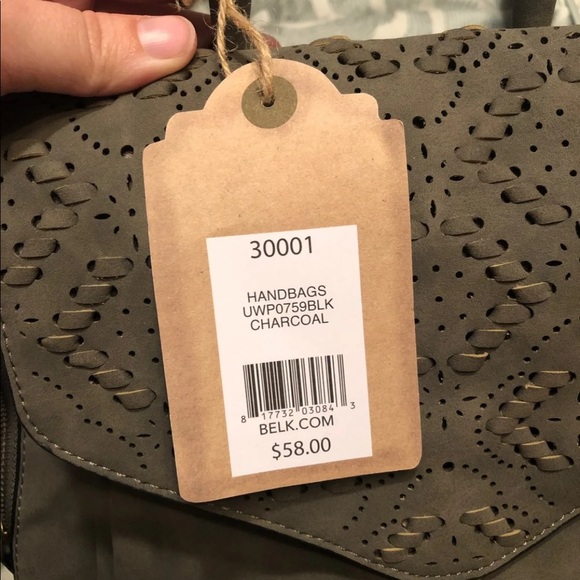 30001
HANDBAGS
UWP0759BLK
CHARCOAL
8 17732 03084 3
BELK.COM
$58.00